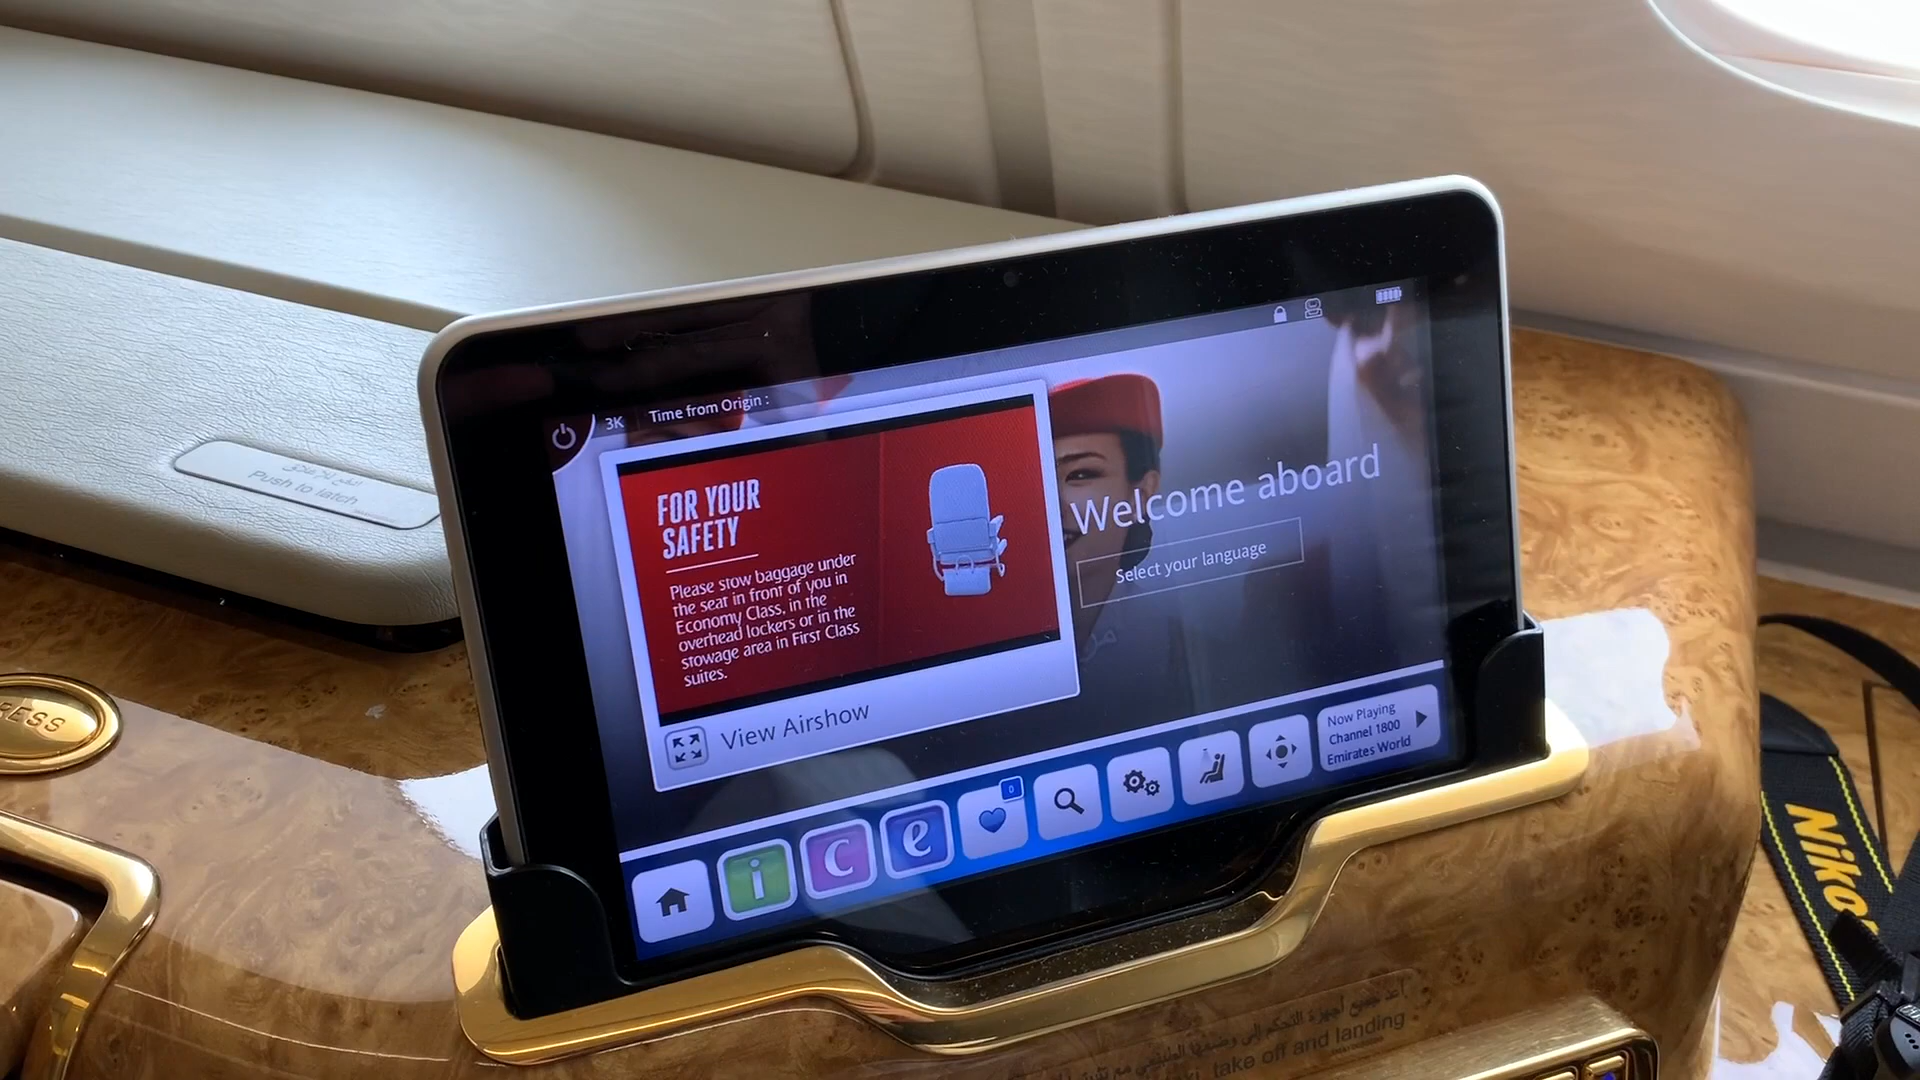 3K
Time from Origin :
FOR YOUR
SAFETY
Please stow baggage under
the seat in front of you in
Economy Class, in the
overhead lockers or in the
stowage area in First Class
suites.
View Airshow
Welcome aboard
Select your language
i
c
e
0
Now Playing
Channel 1800
Emirates World
Push to latch
take off and landing